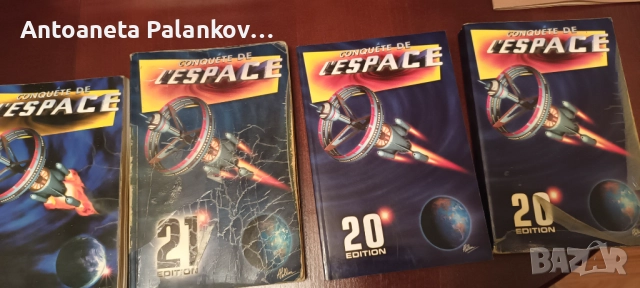 Antoaneta Palankov...
CONQUÊTE DE
L'ESPACE
CONQUÊTE DE
L'ESPACE
21
EDITION
CONQUÊTE DE
L'ESPACE
20
EDITION
CONQUÊTE DE
L'ESPACE
20
EDITION
BAZAR